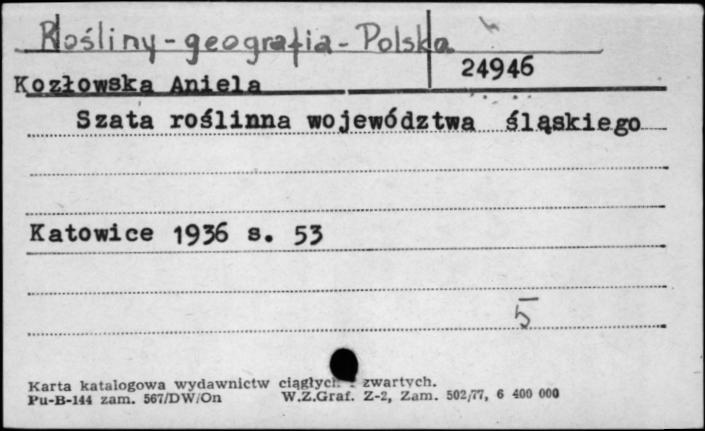 Rośliny - geografia - Polska
24946
Kozłowska Aniela
Szata roślinna województwa śląskiego
Katowice 1936 s. 53
5
Karta katalogowa wydawnictw ciągłych i zwartych.
Pu-B-144 zam. 567/DW/On W.Z.Graf. Z-2, Zam. 502/77, 6 400 000